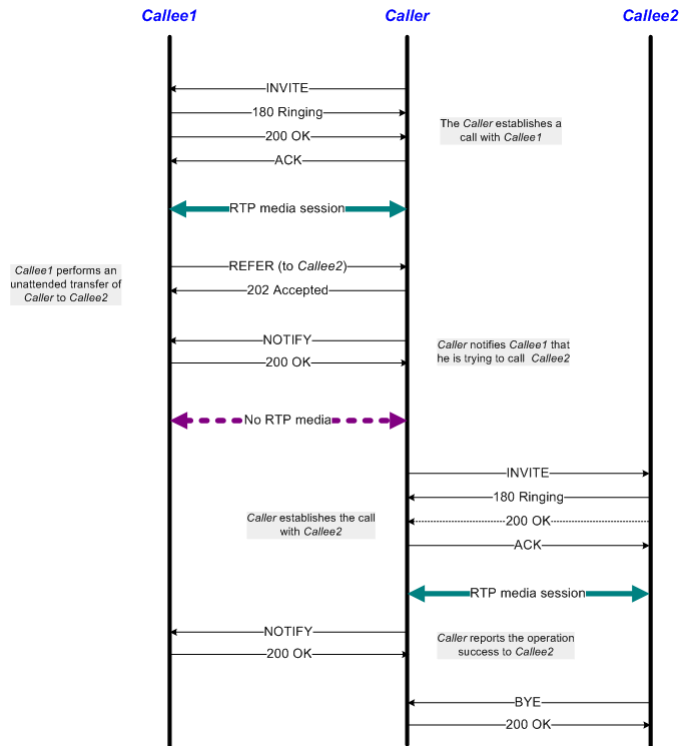 Callee1 Caller Callee2
INVITE
180 Ringing
The Caller establishes a
call with Callee1
200 OK
ACK
RTP media session
Callee1 performs an
unattended transfer of
Caller to Callee2
REFER (to Callee2)
202 Accepted
NOTIFY
Caller notifies Callee1 that
he is trying to call Callee2
200 OK
No RTP media
INVITE
180 Ringing
Caller establishes the call
with Callee2
200 OK
ACK
RTP media session
NOTIFY
Caller reports the operation
success to Callee2
200 OK
BYE
200 OK